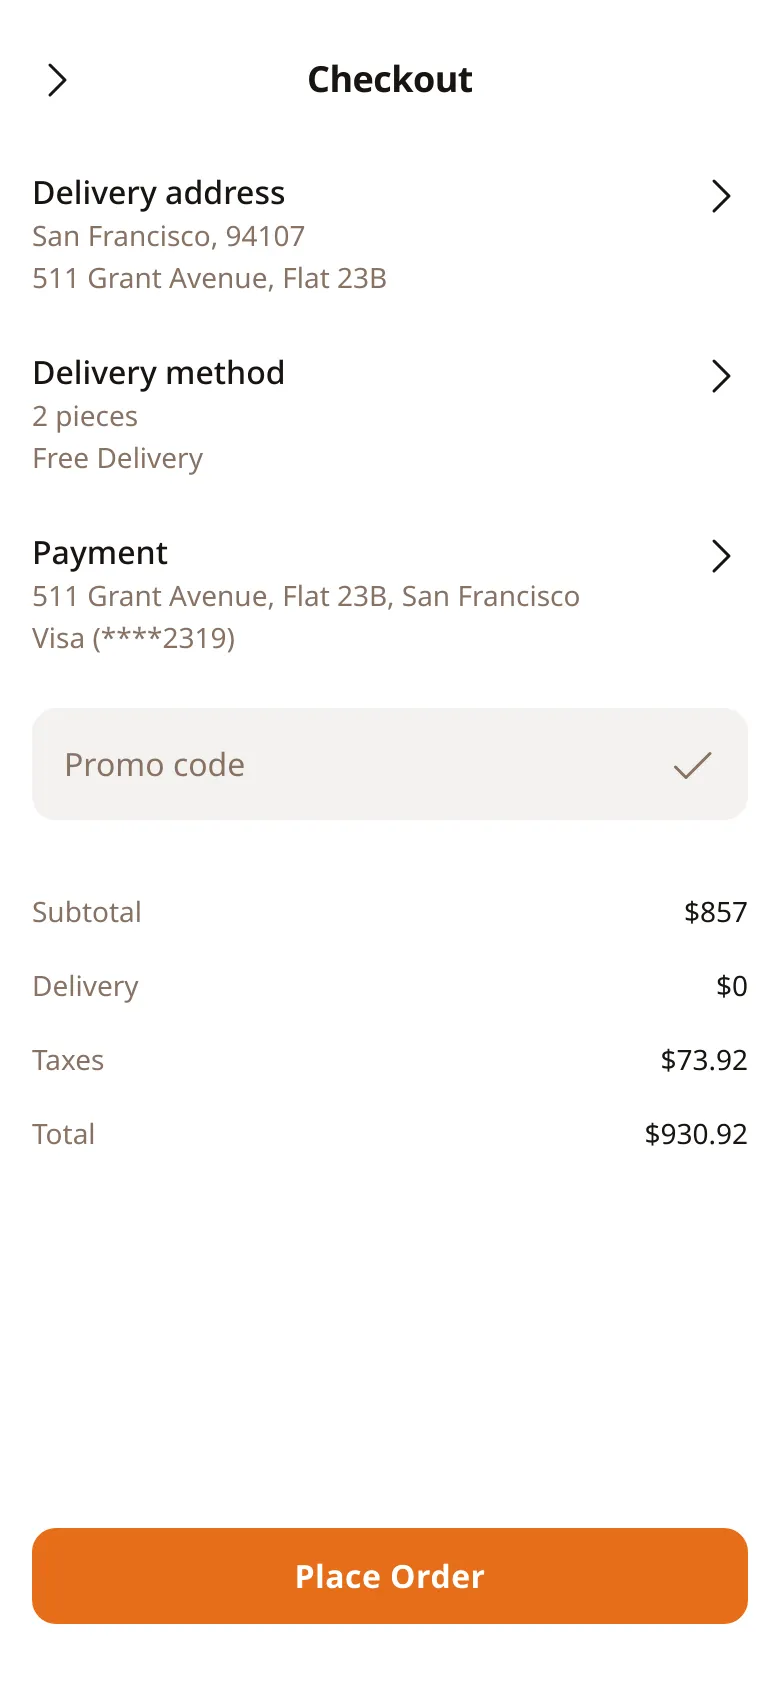 Checkout
Delivery address
San Francisco, 94107
511 Grant Avenue, Flat 23B
Delivery method
2 pieces
Free Delivery
Payment
511 Grant Avenue, Flat 23B, San Francisco
Visa (****2319)
Promo code
Subtotal $857
Delivery $0
Taxes $73.92
Total $930.92
Place Order